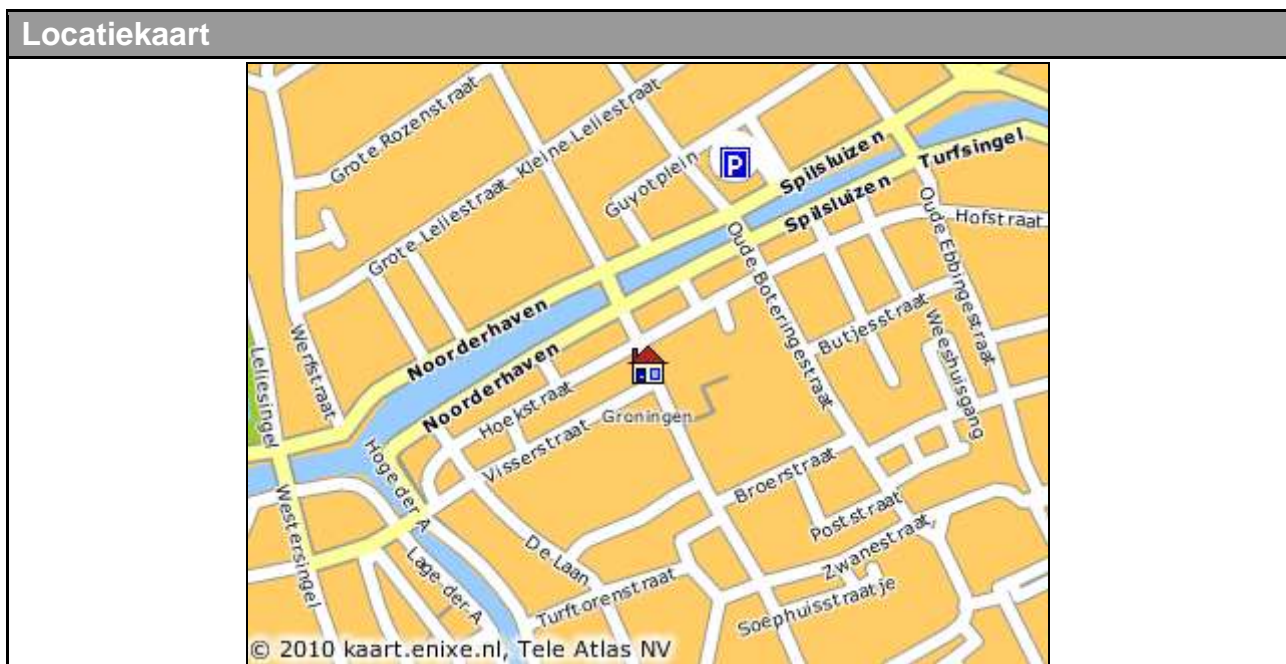 Locatiekaart
Grote Rozenstraat
Kleine Leliestraat
Grote Leliestraat
Guyotplein
P
Spilsluizen
Spilsluizen
Turfsingel
Hofstraat
Oude Ebbingestraat
Oude Boteringestraat
Butjesstraat
Weeshuisgang
Noorderhaven
Noorderhaven
Werfstraat
Leliesingel
Hoekstraat
Groningen
Visserstraat
Hoge der A
Westersingel
Broerstraat
Poststraat
Zwanestraat
De Laan
Lage der A
Turftorenstraat
Soephuisstraatje
© 2010 kaart.enixe.nl, Tele Atlas NV